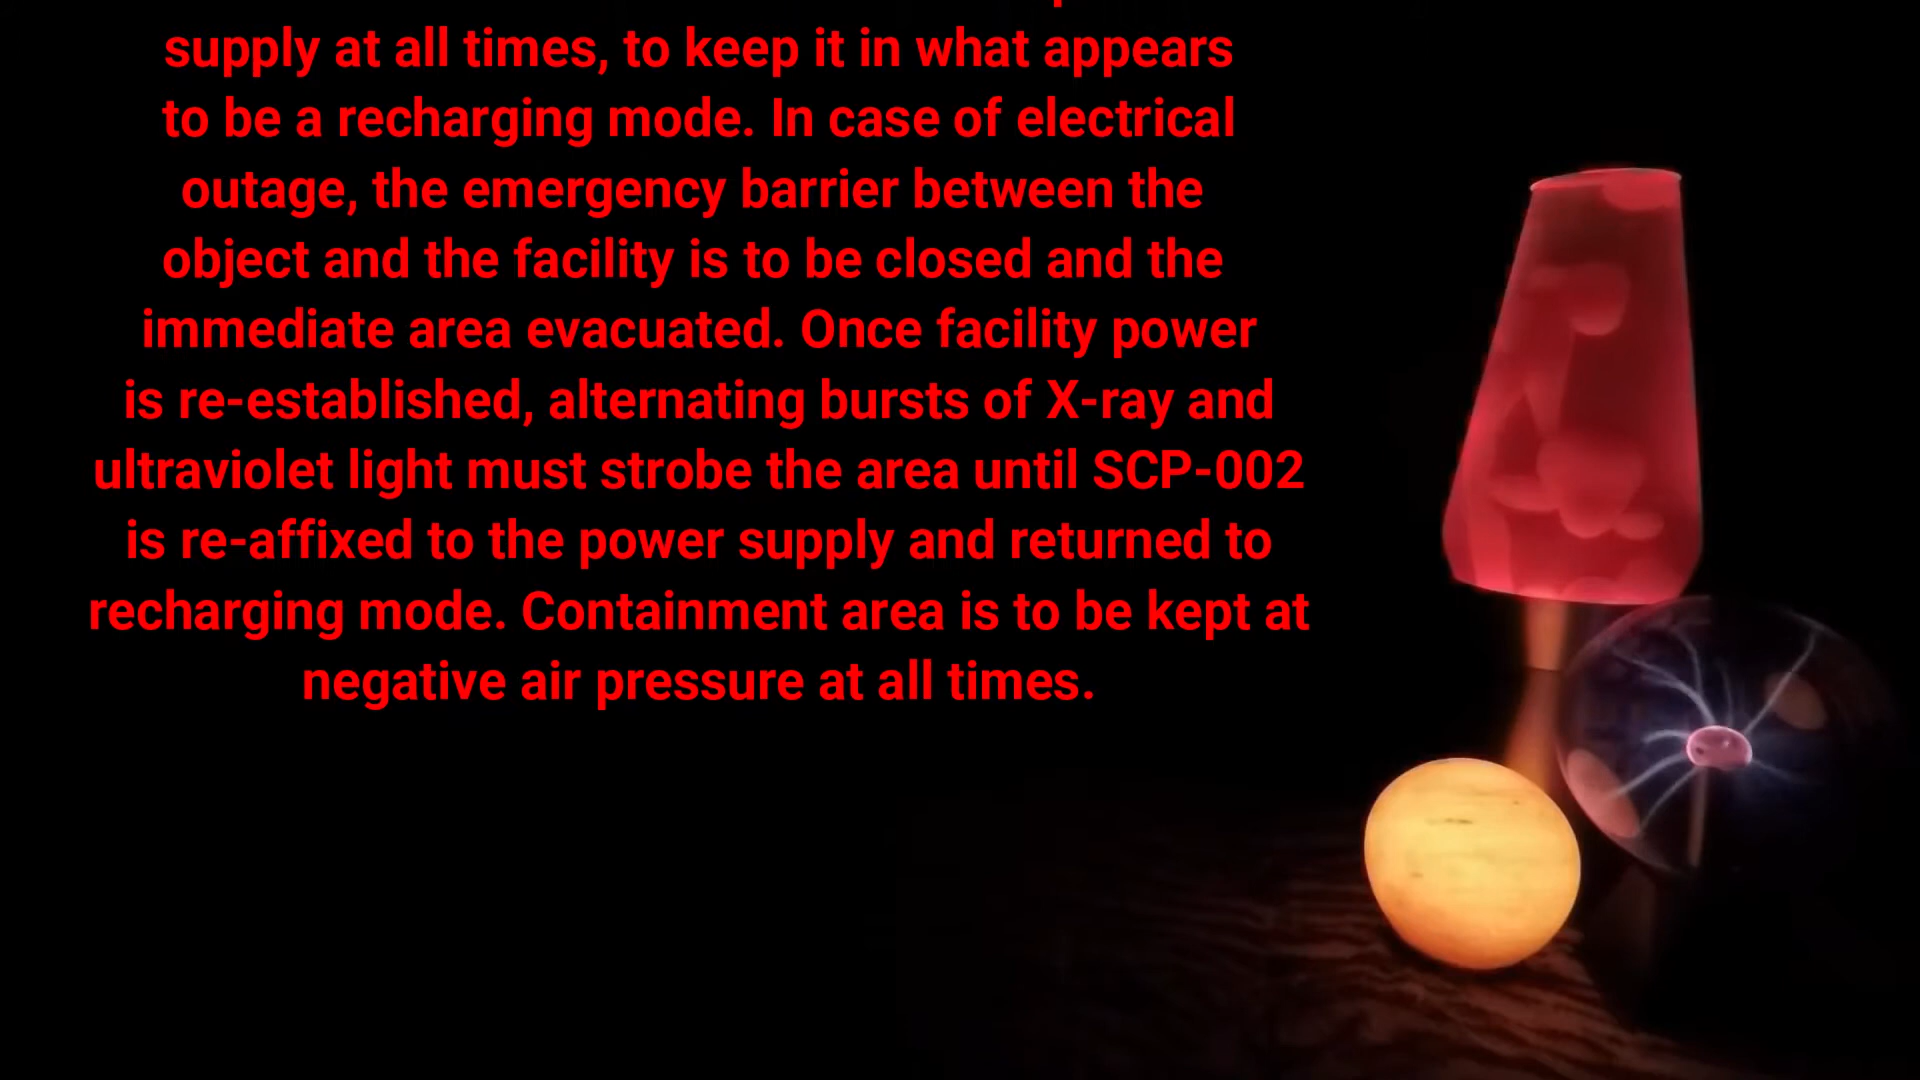 supply at all times, to keep it in what appears
to be a recharging mode. In case of electrical
outage, the emergency barrier between the
object and the facility is to be closed and the
immediate area evacuated. Once facility power
is re-established, alternating bursts of X-ray and
ultraviolet light must strobe the area until SCP-002
is re-affixed to the power supply and returned to
recharging mode. Containment area is to be kept at
negative air pressure at all times.